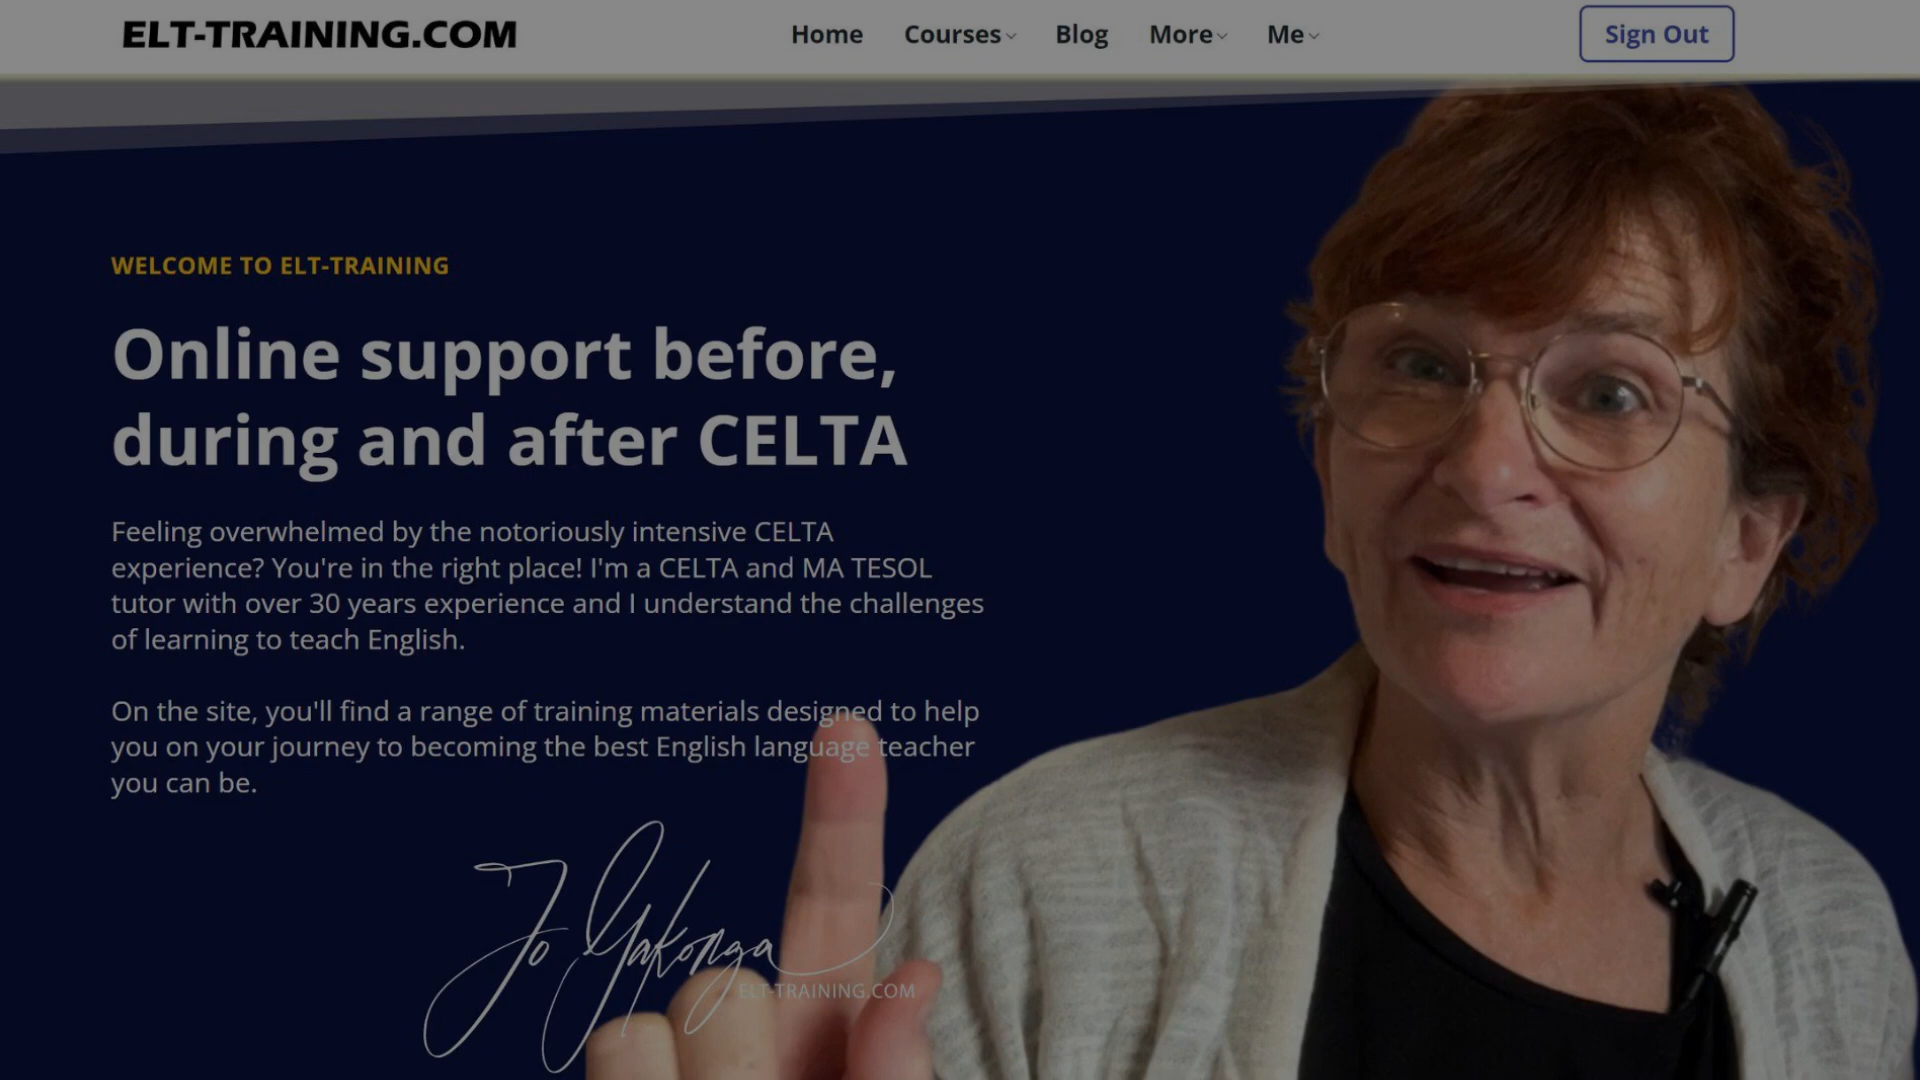 ELT-TRAINING.COM
Home Courses Blog More Me Sign Out
WELCOME TO ELT-TRAINING
Online support before,
during and after CELTA
Feeling overwhelmed by the notoriously intensive CELTA
experience? You're in the right place! I'm a CELTA and MA TESOL
tutor with over 30 years experience and I understand the challenges
of learning to teach English.
On the site, you'll find a range of training materials designed to help
you on your journey to becoming the best English language teacher
you can be.
Jo Gakonga
ELT-TRAINING.COM